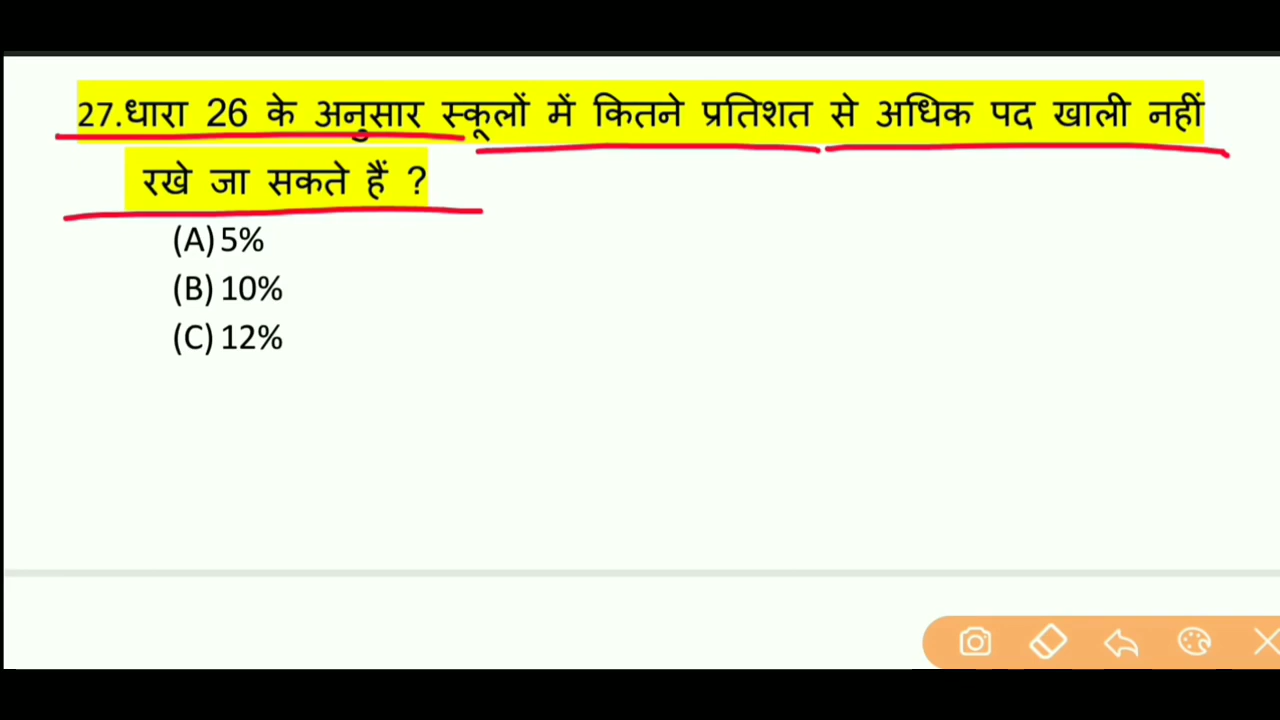 27.धारा 26 के अनुसार स्कूलों में कितने प्रतिशत से अधिक पद खाली नहीं
रखे जा सकते हैं ?
(A) 5%
(B) 10%
(C) 12%